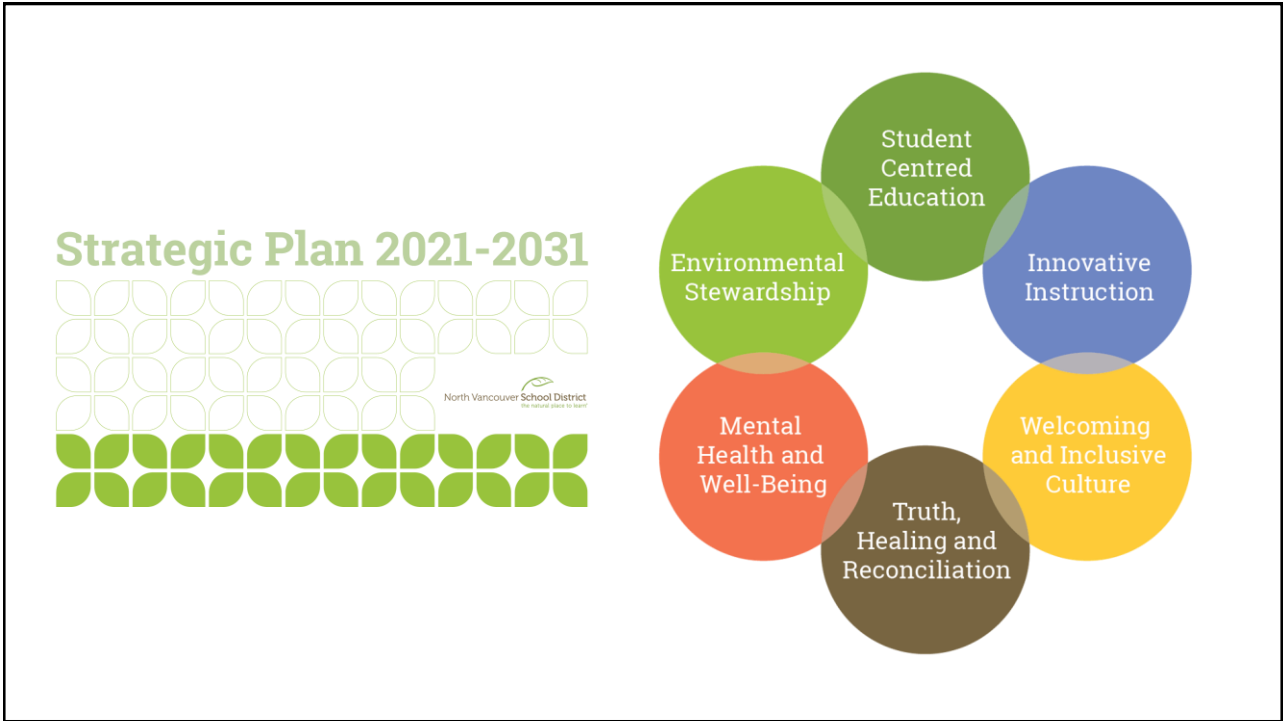 Strategic Plan 2021-2031
North Vancouver School District
the natural place to learn!
Student
Centred
Education
Innovative
Instruction
Welcoming
and Inclusive
Culture
Truth,
Healing and
Reconciliation
Mental
Health and
Well-Being
Environmental
Stewardship